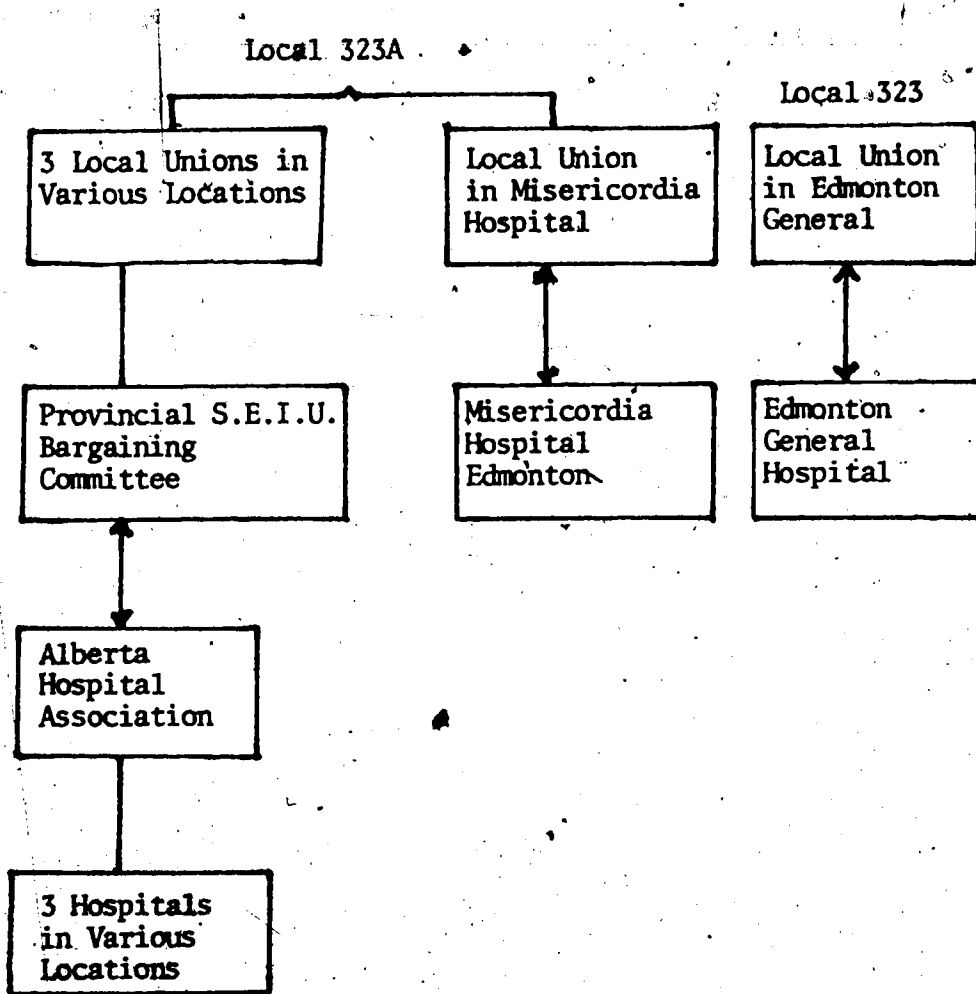 Local 323A
Local 323
3 Local Unions in
Various Locations
Local Union
in Misericordia
Hospital
Local Union
in Edmonton
General
Provincial S.E.I.U.
Bargaining
Committee
Misericordia
Hospital
Edmonton
Edmonton
General
Hospital
Alberta
Hospital
Association
3 Hospitals
in Various
Locations